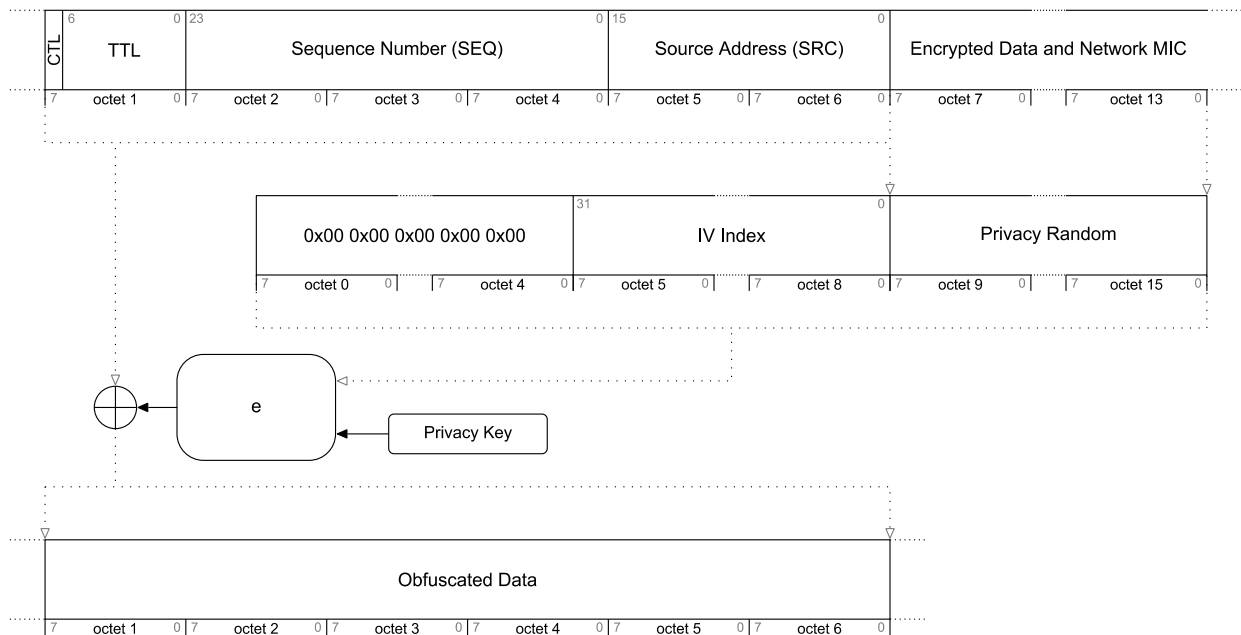 CTL 6 TTL 0 23 Sequence Number (SEQ) 0 15 Source Address (SRC) 0 Encrypted Data and Network MIC
7 octet 1 0 7 octet 2 0 7 octet 3 0 7 octet 4 0 7 octet 5 0 7 octet 6 0 7 octet 7 0 7 octet 13 0
0x00 0x00 0x00 0x00 0x00 31 IV Index 0 Privacy Random
7 octet 0 0 7 octet 4 0 7 octet 5 0 7 octet 8 0 7 octet 9 0 7 octet 15 0
e
Privacy Key
Obfuscated Data
7 octet 1 0 7 octet 2 0 7 octet 3 0 7 octet 4 0 7 octet 5 0 7 octet 6 0